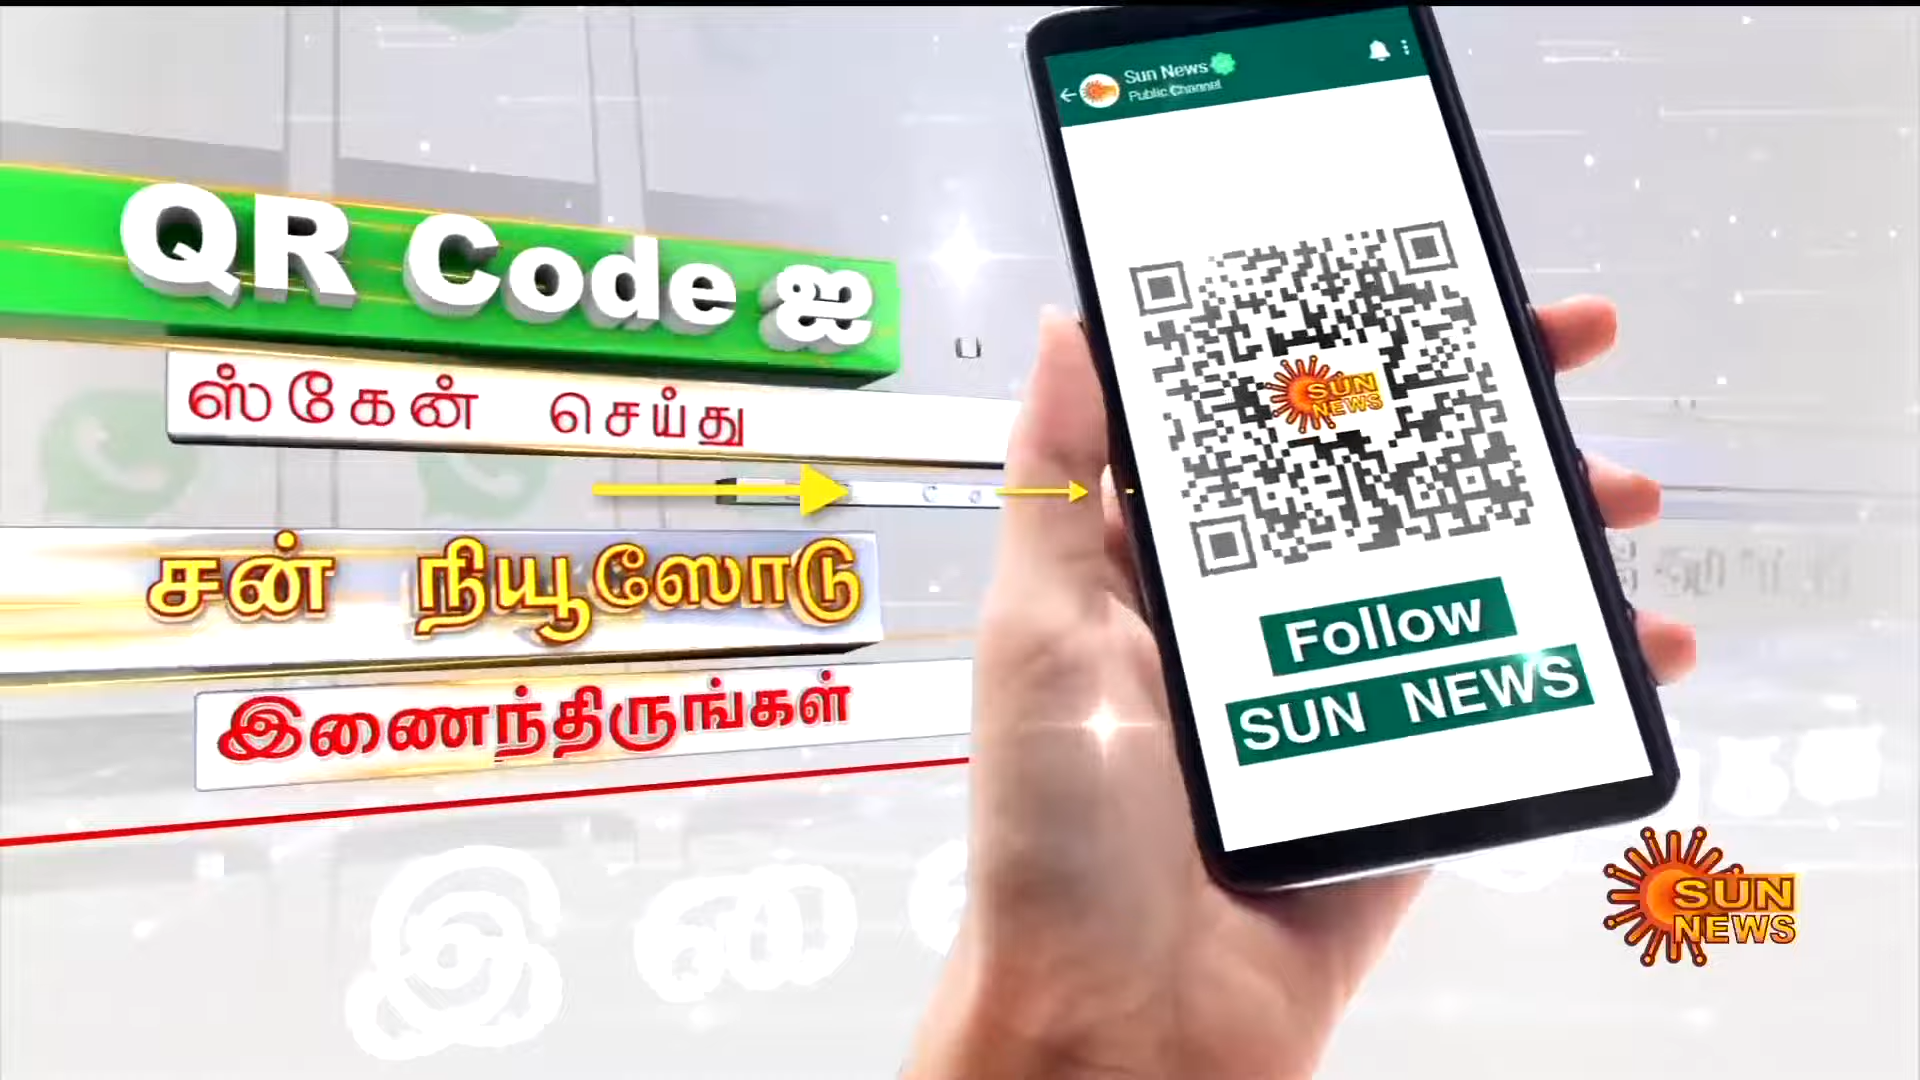 QR Code ஐ
ஸ்கேன் செய்து
சன் நியூஸோடு
இணைந்திருங்கள்
Sun News
Public Channel
SUN
NEWS
Follow
SUN NEWS
SUN
NEWS